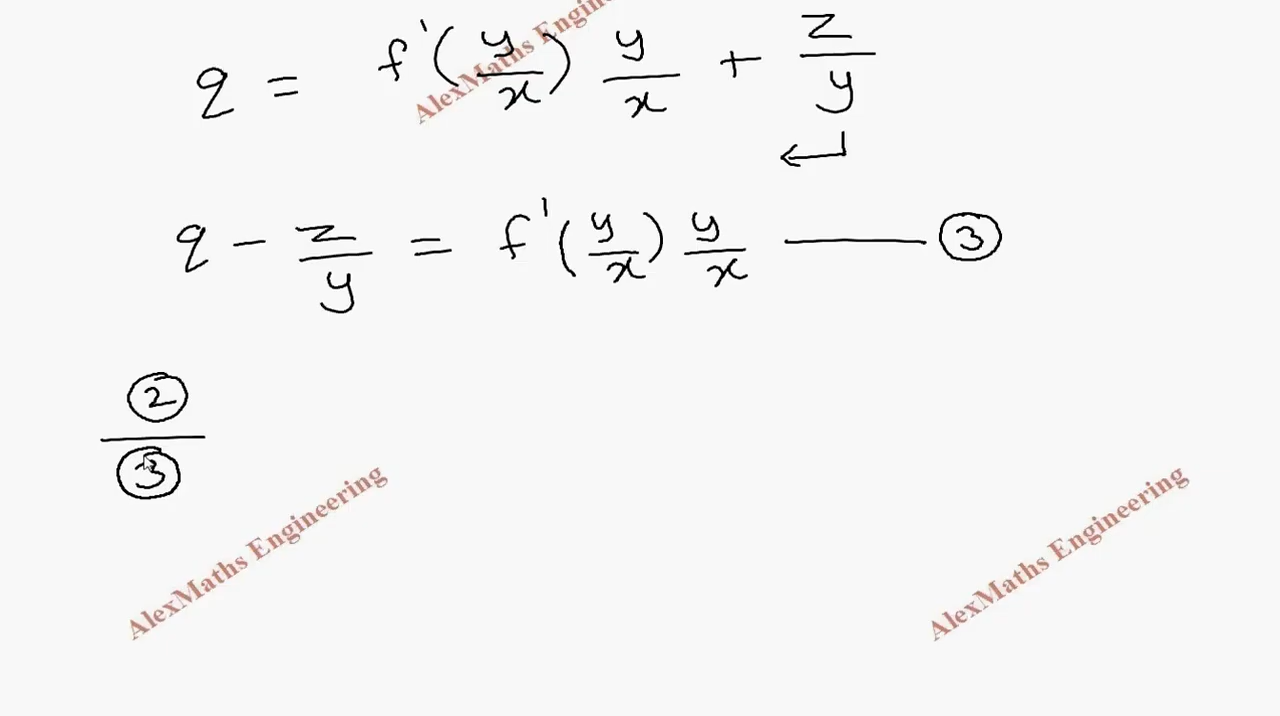 q = f'(y/x) y/x + z/y
AlexMaths Engineering
q - z/y = f'(y/x) y/x —— ③
②/③
AlexMaths Engineering
AlexMaths Engineering